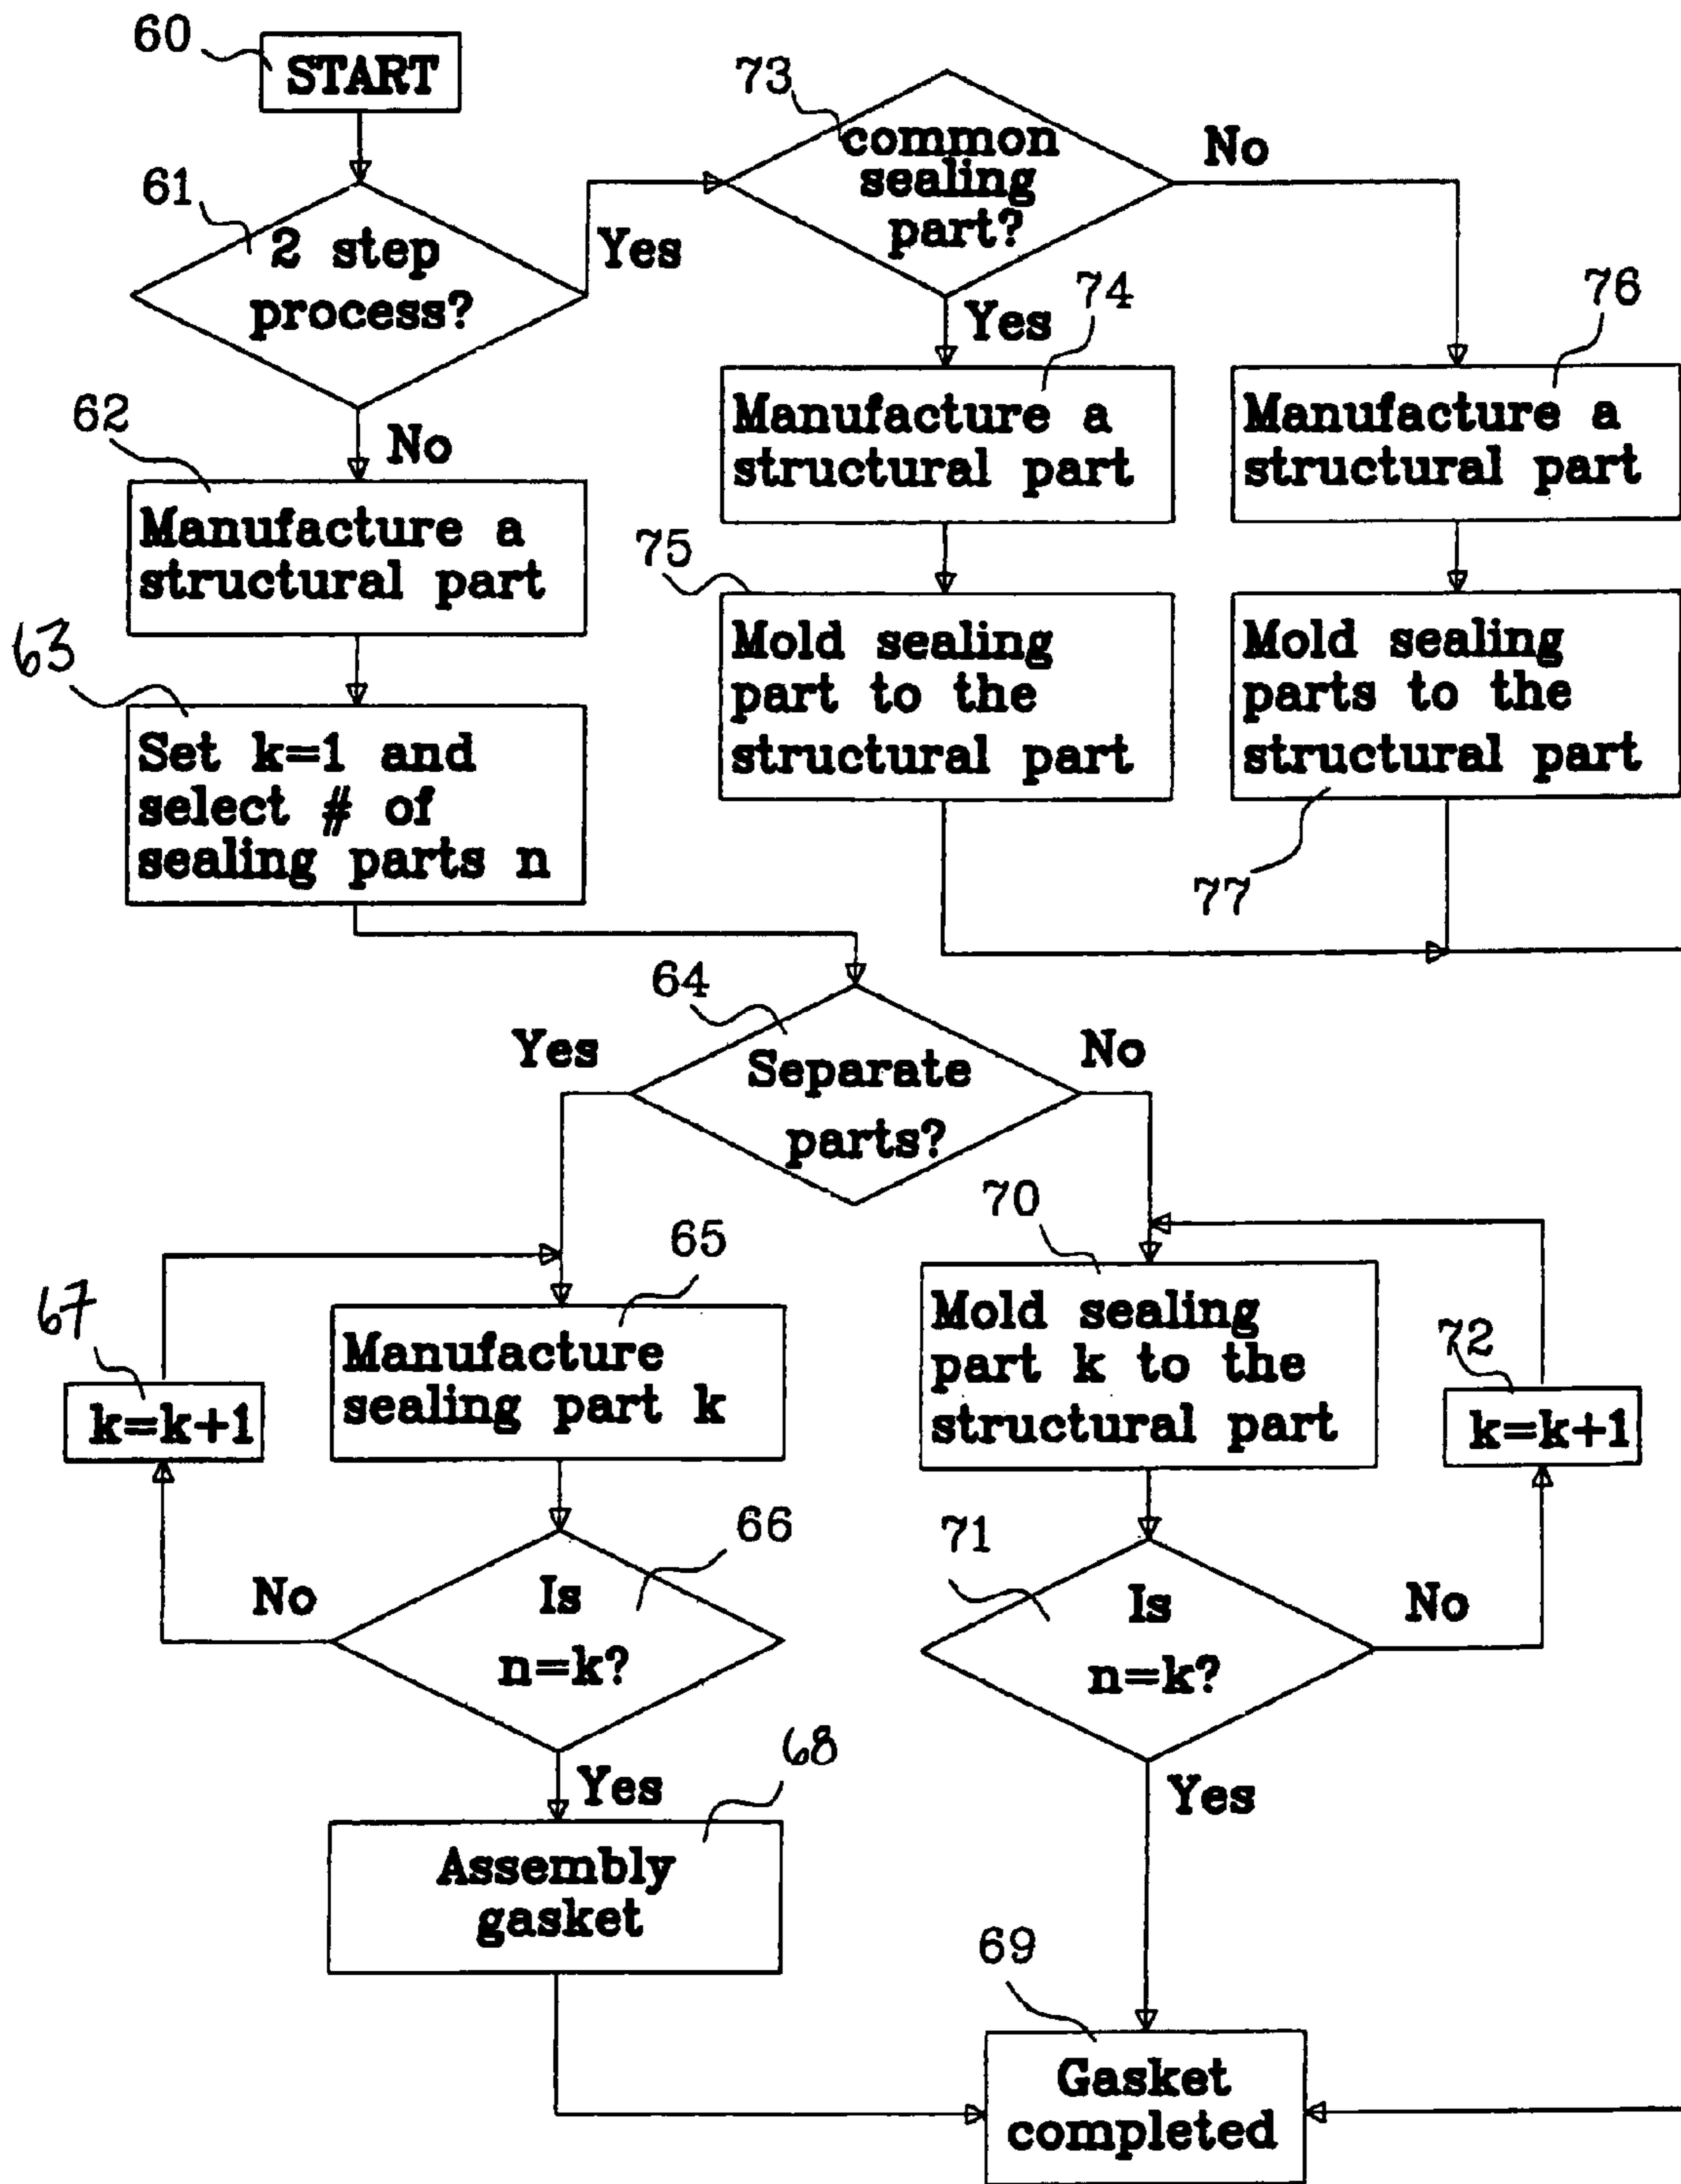 60
START
61
2 step
process?
Yes
No
62
Manufacture a
structural part
63
Set k=1 and
select # of
sealing parts n
73
common
sealing
part?
No
Yes
74
Manufacture a
structural part
75
Mold sealing
part to the
structural part
76
Manufacture a
structural part
Mold sealing
parts to the
structural part
77
64
Separate
parts?
Yes
No
65
Manufacture
sealing part k
67
k=k+1
66
Is
n=k?
No
Yes
68
Assembly
gasket
70
Mold sealing
part k to the
structural part
72
k=k+1
71
Is
n=k?
No
Yes
69
Gasket
completed